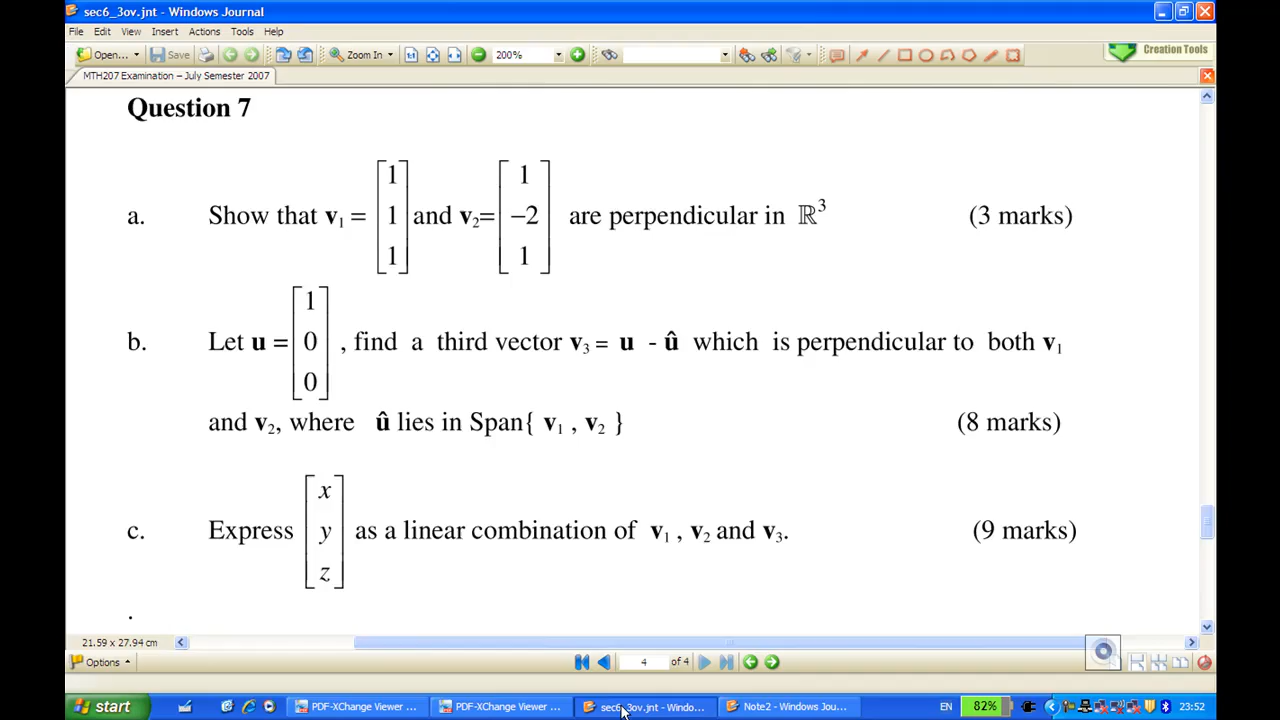 sec6_3ov.jnt - Windows Journal
File Edit View Insert Actions Tools Help
Open... Save Zoom In 200% Creation Tools
MTH207 Examination – July Semester 2007
Question 7
a. Show that v₁ = [1 1 1] and v₂= [1 −2 1] are perpendicular in ℝ³ (3 marks)
b. Let u = [1 0 0] , find a third vector v₃ = u - û which is perpendicular to both v₁
and v₂, where û lies in Span{ v₁ , v₂ } (8 marks)
c. Express [x y z] as a linear combination of v₁ , v₂ and v₃. (9 marks)
.
21.59 x 27.94 cm
Options 4 of 4
start PDF-XChange Viewer ... PDF-XChange Viewer ... sec6_3ov.jnt - Windo... Note2 - Windows Jou... EN 82% 23:52